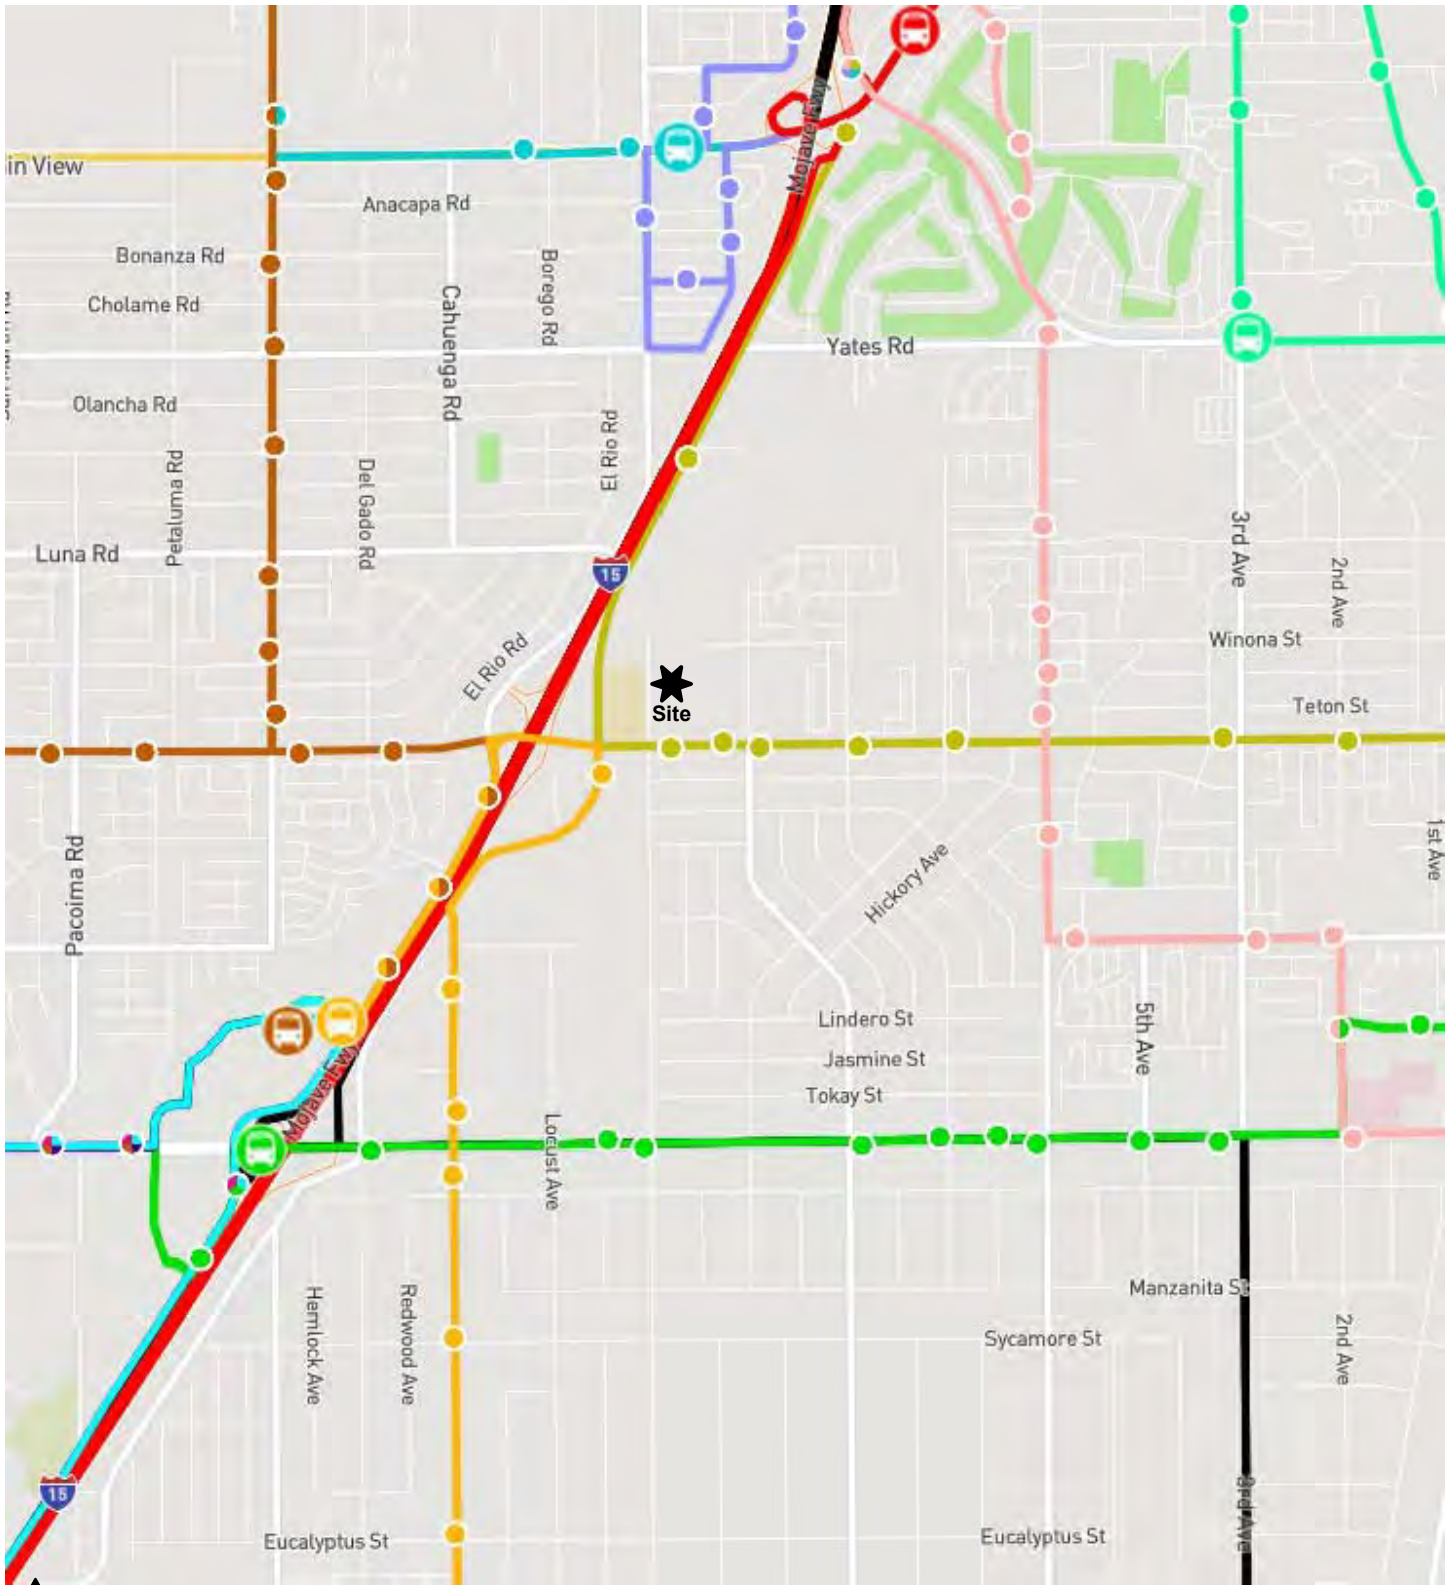 Mojave Fwy
in View
Anacapa Rd
Bonanza Rd
Borego Rd
Cholame Rd
Cahuenga Rd
Yates Rd
Olancha Rd
El Rio Rd
Petaluma Rd
Del Gado Rd
3rd Ave
Luna Rd
15
2nd Ave
Winona St
El Rio Rd
Site
Teton St
1st Ave
Pacoima Rd
Hickory Ave
Lindero St
5th Ave
Jasmine St
Mojave Fwy
Tokay St
Locust Ave
Manzanita St
Hemlock Ave
Redwood Ave
2nd Ave
Sycamore St
15
3rd Ave
Eucalyptus St
Eucalyptus St